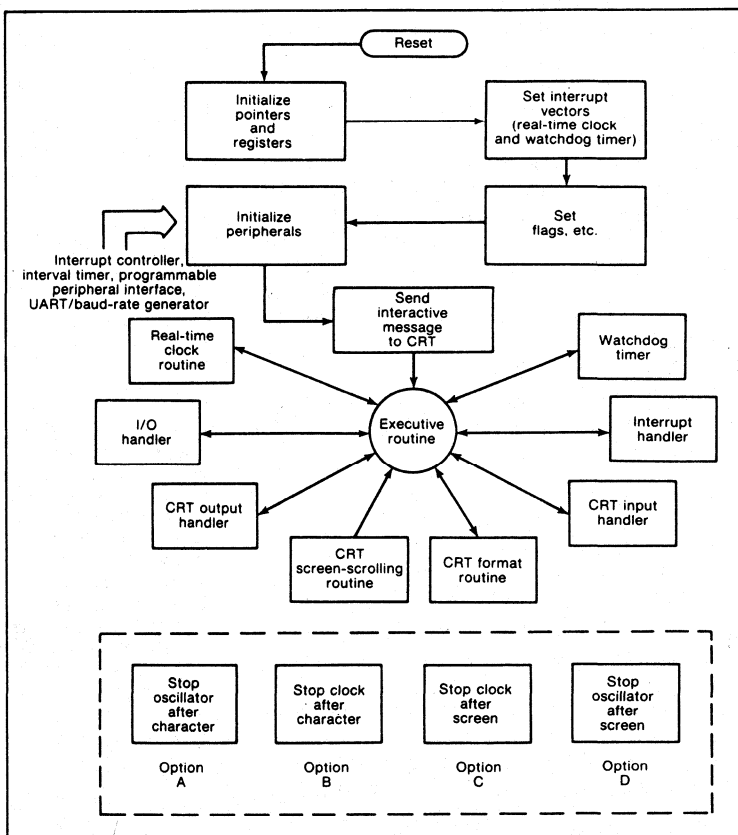 Reset
Initialize
pointers
and
registers
Set interrupt
vectors
(real-time clock
and watchdog timer)
Initialize
peripherals
Set
flags, etc.
Interrupt controller,
interval timer, programmable
peripheral interface,
UART/baud-rate generator
Send
interactive
message
to CRT
Real-time
clock
routine
Watchdog
timer
I/O
handler
Executive
routine
Interrupt
handler
CRT output
handler
CRT
screen-scrolling
routine
CRT format
routine
CRT input
handler
Stop
oscillator
after
character
Stop clock
after
character
Stop clock
after
screen
Stop
oscillator
after
screen
Option
A
Option
B
Option
C
Option
D